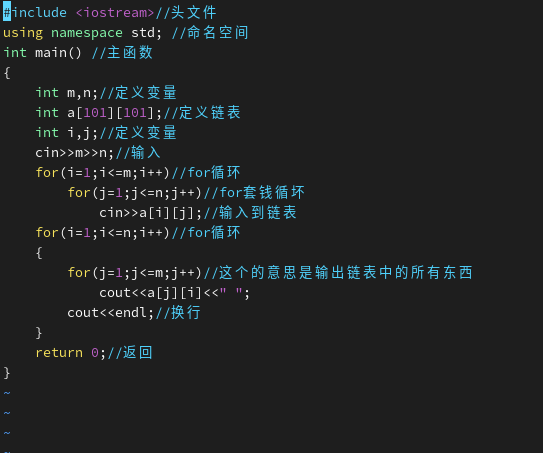 #include <iostream>//头文件
using namespace std; //命名空间
int main() //主函数
{
    int m,n;//定义变量
    int a[101][101];//定义链表
    int i,j;//定义变量
    cin>>m>>n;//输入
    for(i=1;i<=m;i++)//for循环
        for(j=1;j<=n;j++)//for套钱循坏
            cin>>a[i][j];//输入到链表
    for(i=1;i<=n;i++)//for循环
    {
        for(j=1;j<=m;j++)//这个的意思是输出链表中的所有东西
            cout<<a[j][i]<<" ";
        cout<<endl;//换行
    }
    return 0;//返回
}
~
~
~
~